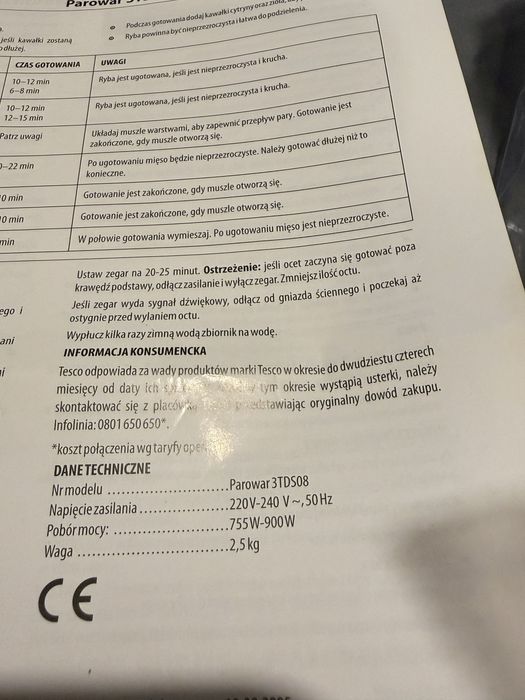 Parowar
Podczas gotowania dodaj kawałki cytryny oraz zioła,
Ryba powinna być nieprzezroczysta i łatwa do podzielenia.
jeśli kawałki zostaną
dłużej.
CZAS GOTOWANIA UWAGI
10–12 min
6–8 min
Ryba jest ugotowana, jeśli jest nieprzezroczysta i krucha.
10–12 min
12–15 min
Ryba jest ugotowana, jeśli jest nieprzezroczysta i krucha.
Patrz uwagi
Układaj muszle warstwami, aby zapewnić przepływ pary. Gotowanie jest
zakończone, gdy muszle otworzą się.
–22 min
Po ugotowaniu mięso będzie nieprzezroczyste. Należy gotować dłużej niż to
konieczne.
0 min Gotowanie jest zakończone, gdy muszle otworzą się.
0 min Gotowanie jest zakończone, gdy muszle otworzą się.
min W połowie gotowania wymieszaj. Po ugotowaniu mięso jest nieprzezroczyste.
Ustaw zegar na 20-25 minut. Ostrzeżenie: jeśli ocet zaczyna się gotować poza
krawędź podstawy, odłącz zasilanie i wyłącz zegar. Zmniejsz ilość octu.
ego i
Jeśli zegar wyda sygnał dźwiękowy, odłącz od gniazda ściennego i poczekaj aż
ostygnie przed wylaniem octu.
ani
Wypłucz kilka razy zimną wodą zbiornik na wodę.
INFORMACJA KONSUMENCKA
Tesco odpowiada za wady produktów marki Tesco w okresie do dwudziestu czterech
miesięcy od daty ich tym okresie wystąpią usterki, należy
skontaktować się z przedstawiając oryginalny dowód zakupu.
Infolinia: 0801 650 650*.
*koszt połączenia wg taryfy
DANE TECHNICZNE
Nr modelu ........................... Parowar 3TDS08
Napięcie zasilania ................... 220V-240 V ~, 50 Hz
Pobór mocy: ......................... 755W-900W
Waga ................................. 2,5 kg
CE